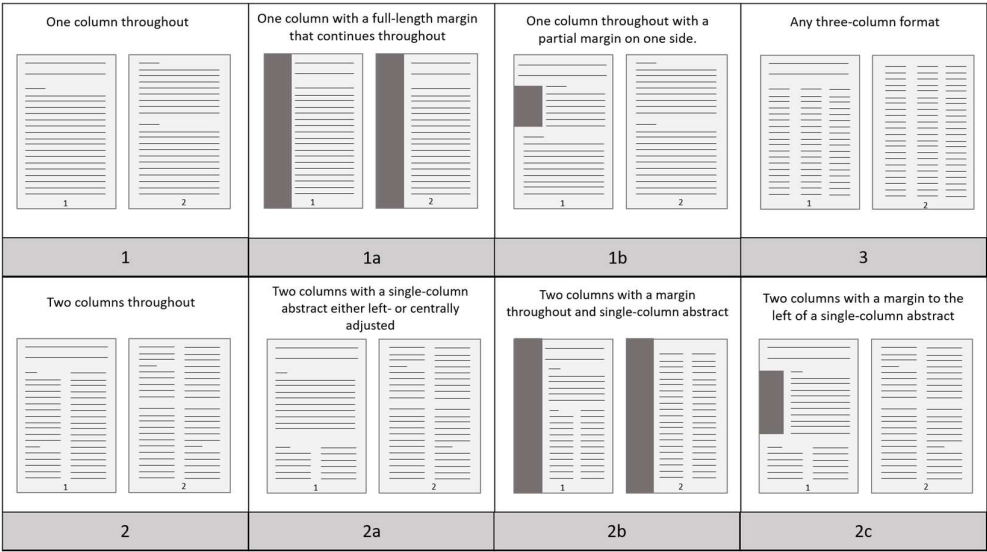 One column throughout
1
2
1
One column with a full-length margin
that continues throughout
1
2
1a
One column throughout with a
partial margin on one side.
1
2
1b
Any three-column format
1
2
3
Two columns throughout
1
2
2
Two columns with a single-column
abstract either left- or centrally
adjusted
1
2
2a
Two columns with a margin
throughout and single-column abstract
1
2
2b
Two columns with a margin to the
left of a single-column abstract
1
2
2c